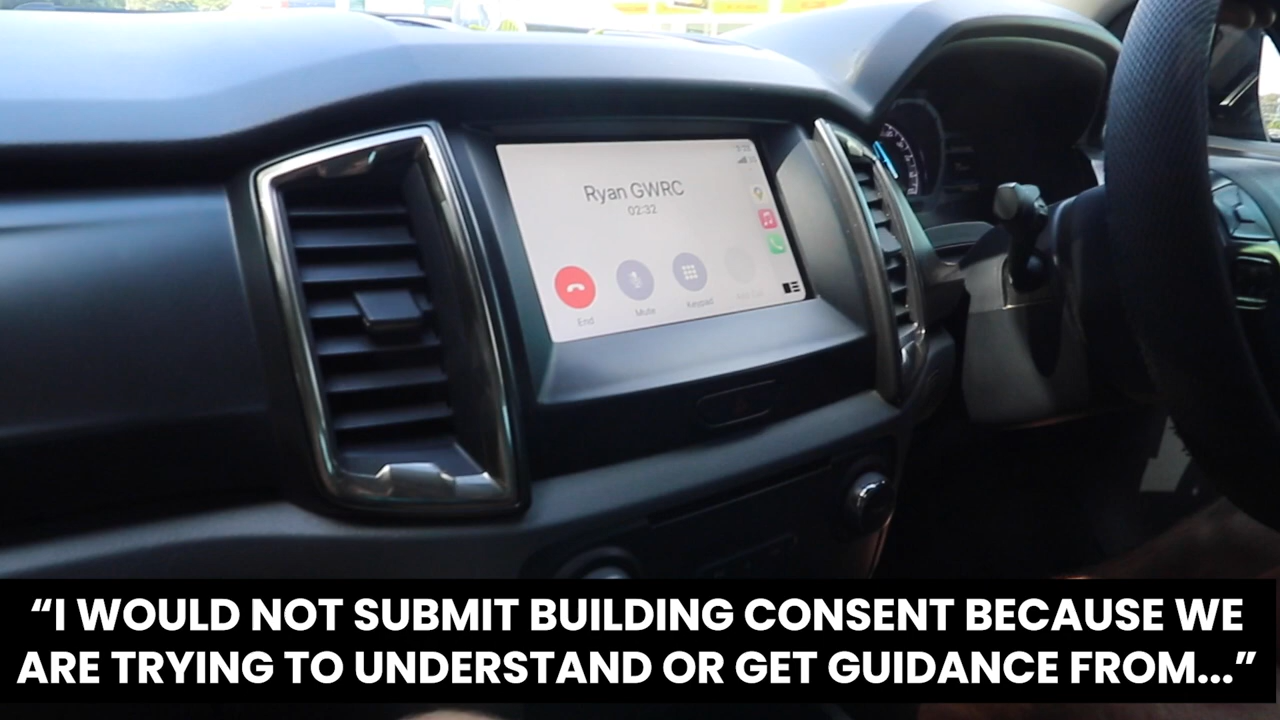 Ryan GWRC
02:32
End
Mute
Keypad
“I WOULD NOT SUBMIT BUILDING CONSENT BECAUSE WE
ARE TRYING TO UNDERSTAND OR GET GUIDANCE FROM...”